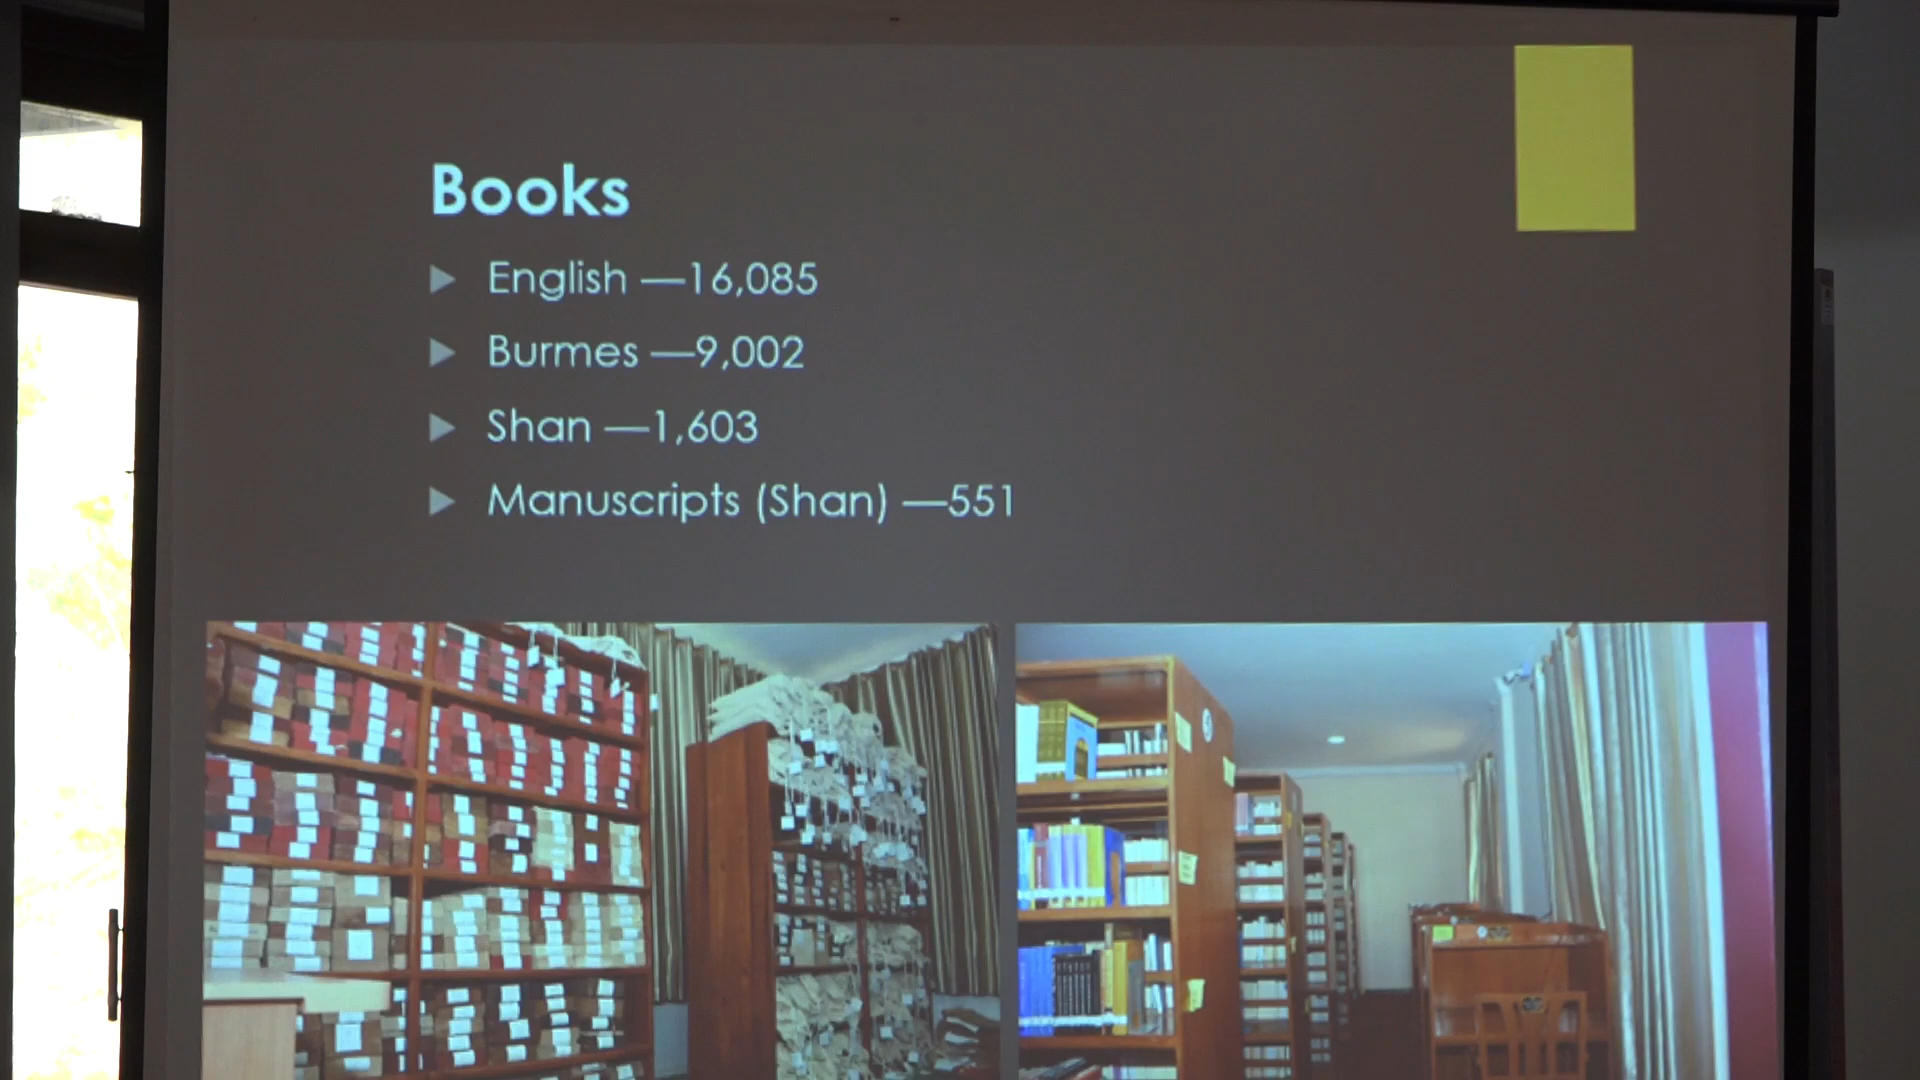 Books
English —16,085
Burmes —9,002
Shan —1,603
Manuscripts (Shan) —551